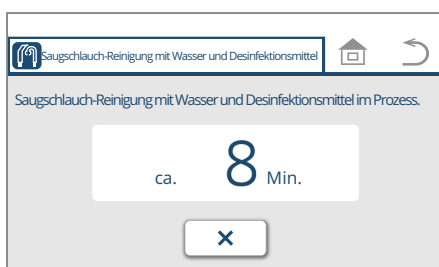 Saugschlauch-Reinigung mit Wasser und Desinfektionsmittel
Saugschlauch-Reinigung mit Wasser und Desinfektionsmittel im Prozess.
ca. 8 Min.